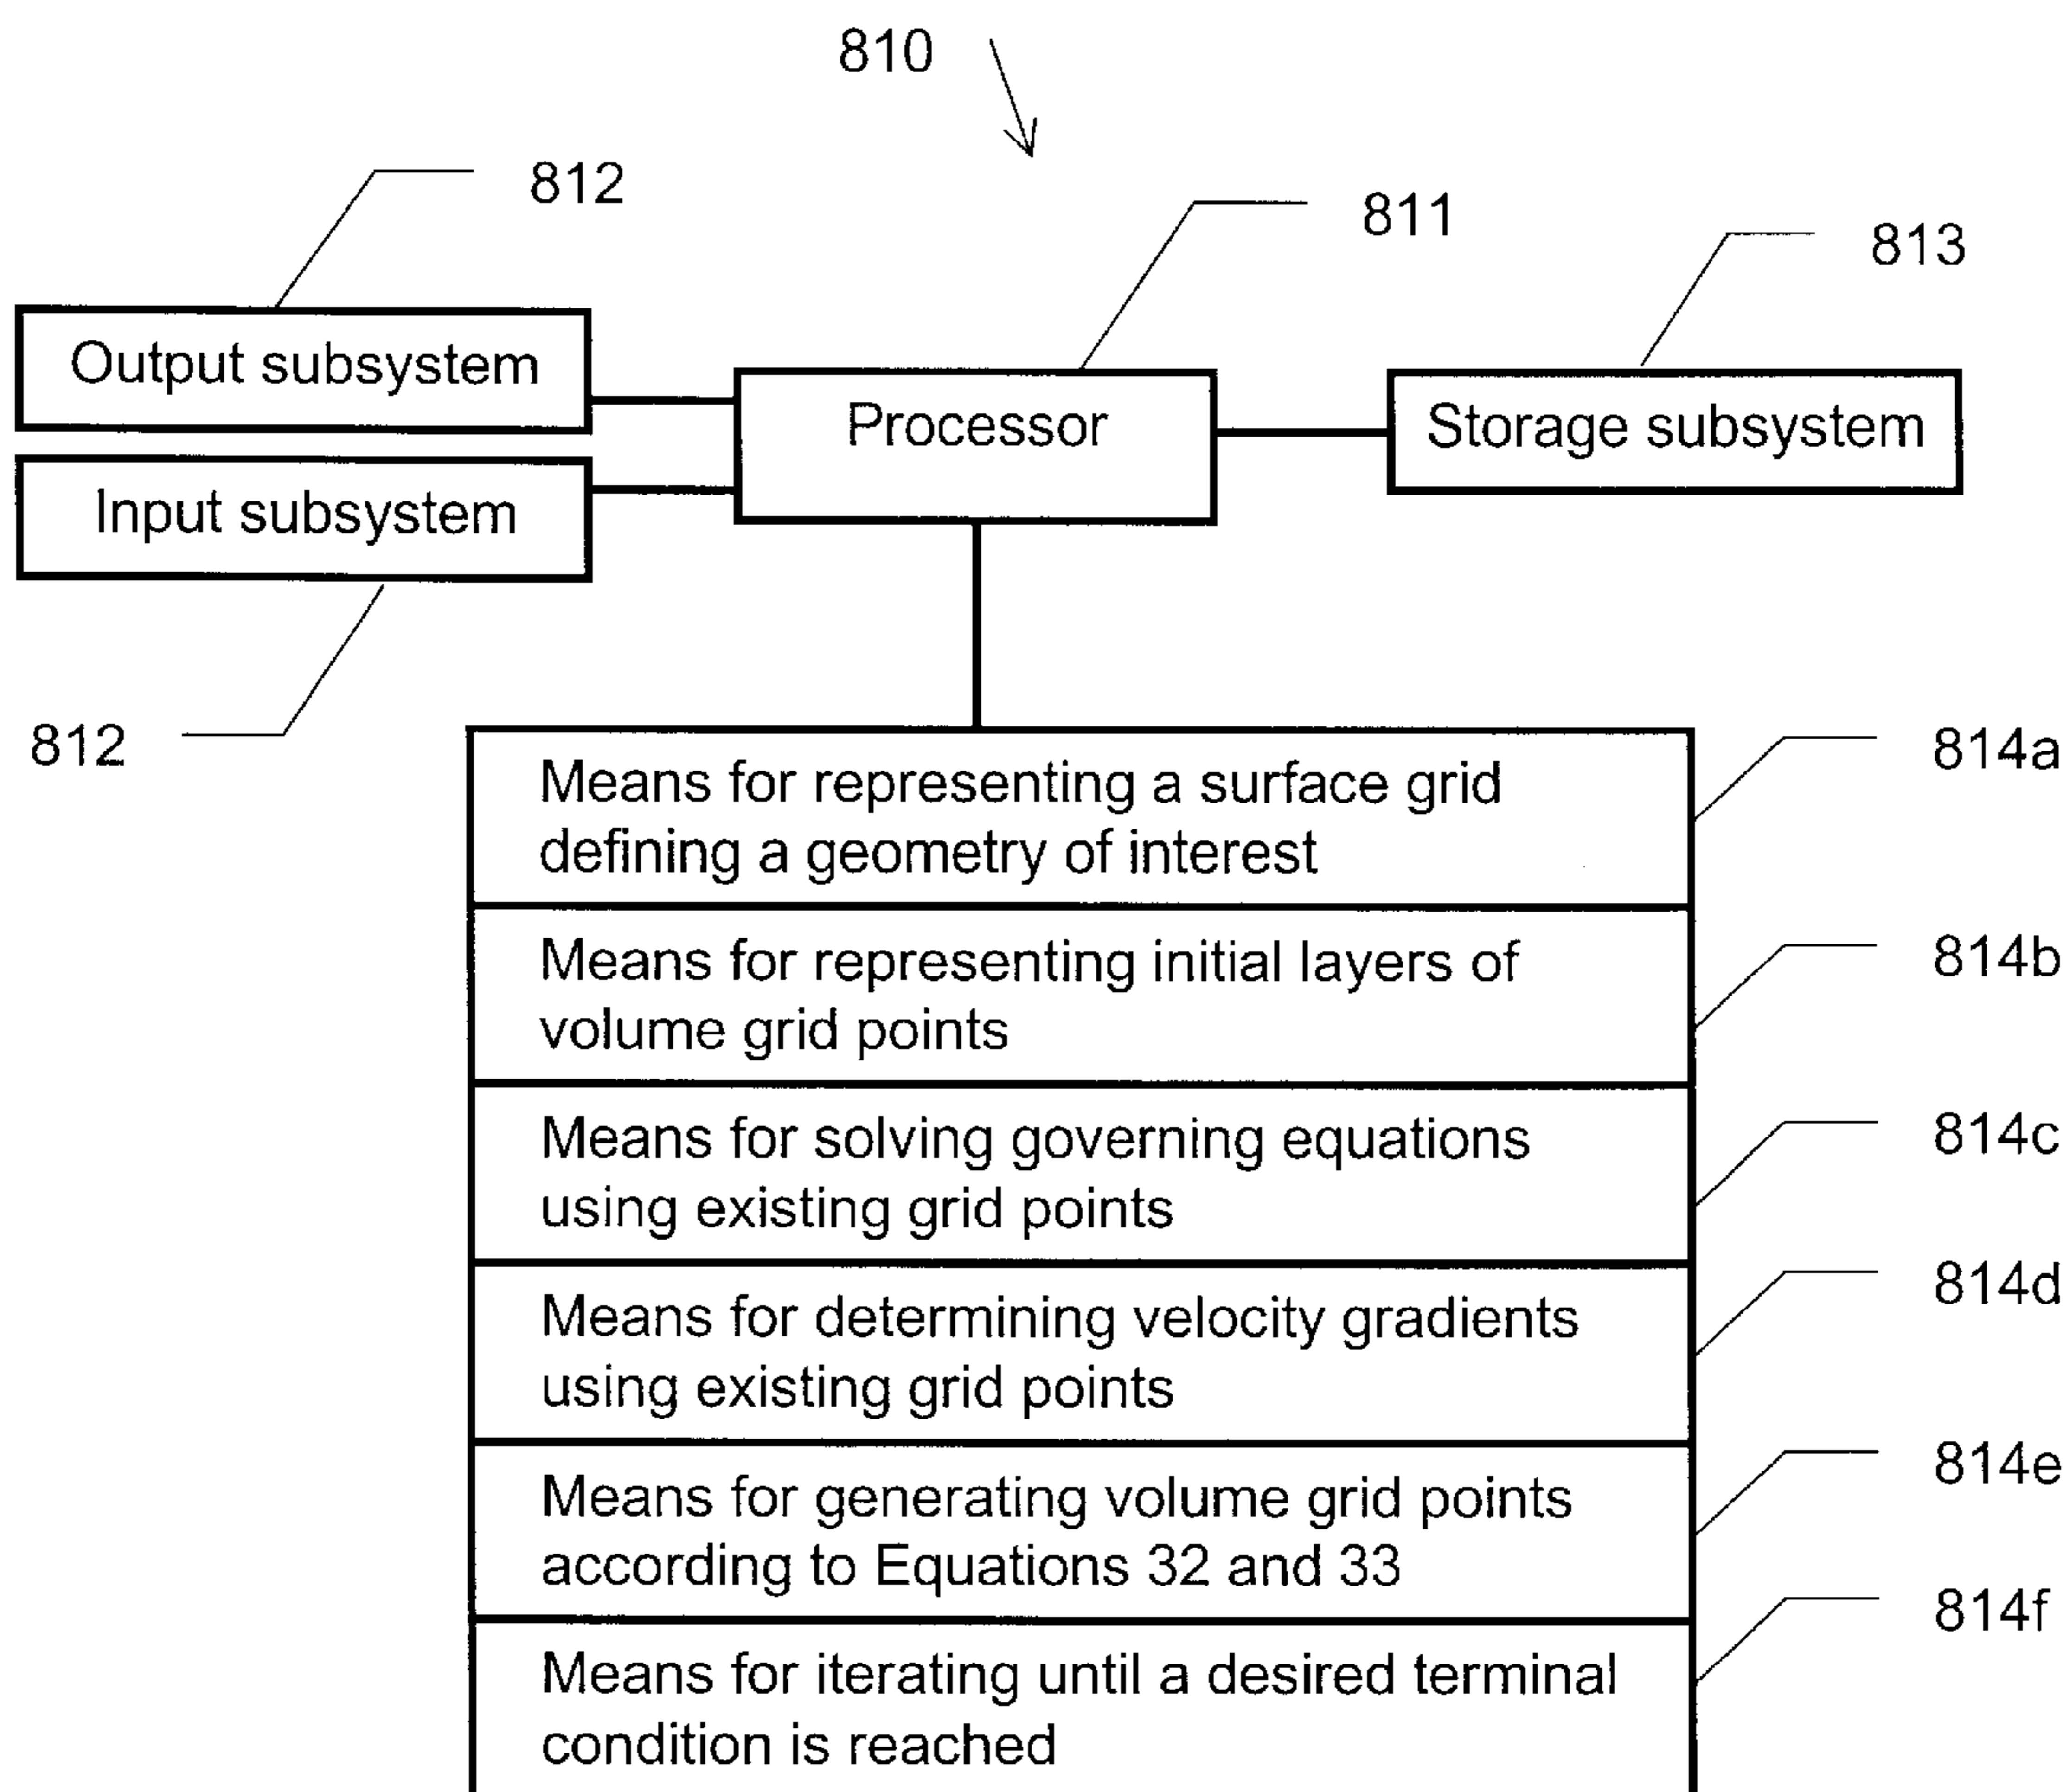 810
812
811
813
Output subsystem
Processor
Storage subsystem
Input subsystem
812
Means for representing a surface grid
defining a geometry of interest
814a
Means for representing initial layers of
volume grid points
814b
Means for solving governing equations
using existing grid points
814c
Means for determining velocity gradients
using existing grid points
814d
Means for generating volume grid points
according to Equations 32 and 33
814e
Means for iterating until a desired terminal
condition is reached
814f